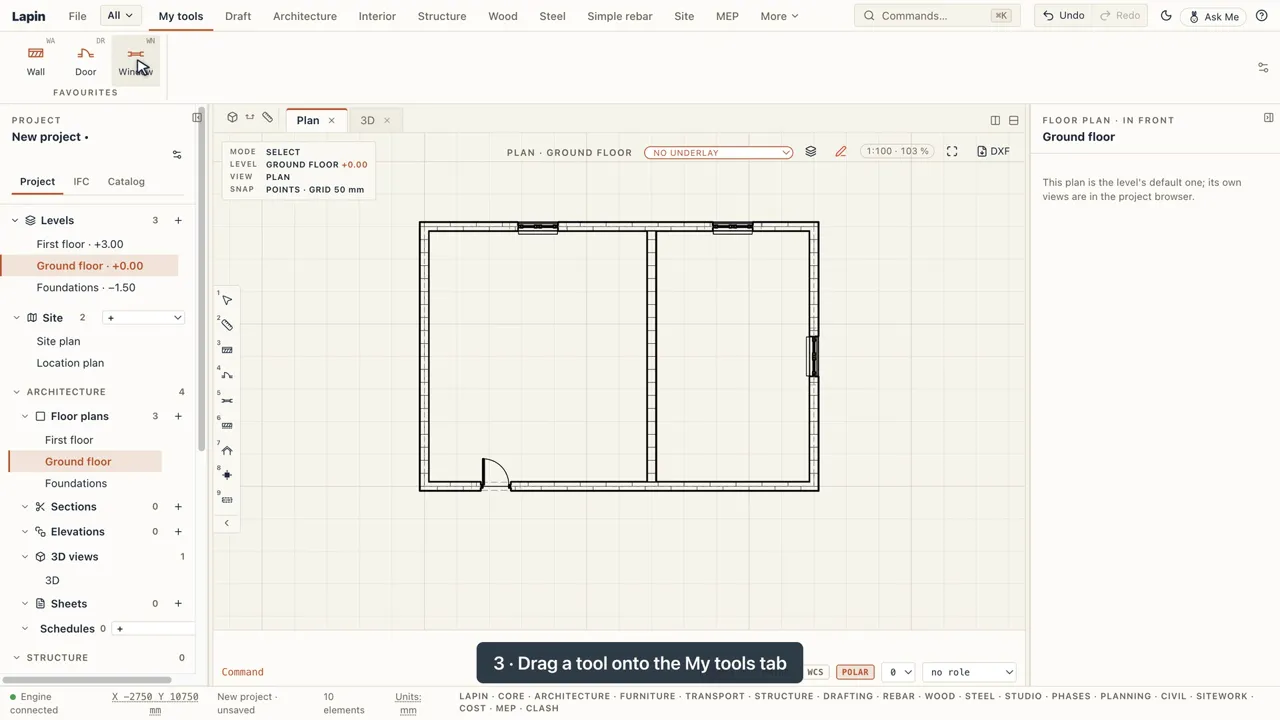 Lapin File All My tools Draft Architecture Interior Structure Wood Steel Simple rebar Site MEP More Commands... ⌘K Undo Redo Ask Me
WA DR WN
Wall Door Window
FAVOURITES
PROJECT
New project •
Project IFC Catalog
Levels 3 +
First floor · +3.00
Ground floor · +0.00
Foundations · −1.50
Site 2 +
Site plan
Location plan
ARCHITECTURE 4
Floor plans 3 +
First floor
Ground floor
Foundations
Sections 0 +
Elevations 0 +
3D views 1
3D
Sheets 0 +
Schedules 0 +
STRUCTURE 0
Plan × 3D ×
MODE SELECT
LEVEL GROUND FLOOR +0.00
VIEW PLAN
SNAP POINTS · GRID 50 mm
PLAN · GROUND FLOOR NO UNDERLAY 1:100 · 103 % DXF
1
2
3
4
5
6
7
8
9
FLOOR PLAN · IN FRONT
Ground floor
This plan is the level's default one; its own
views are in the project browser.
3 · Drag a tool onto the My tools tab
Command WCS POLAR 0 no role
Engine connected X −2750 Y 10750 mm New project · unsaved 10 elements Units: mm
LAPIN · CORE · ARCHITECTURE · FURNITURE · TRANSPORT · STRUCTURE · DRAFTING · REBAR · WOOD · STEEL · STUDIO · PHASES · PLANNING · CIVIL · SITEWORK ·
COST · MEP · CLASH